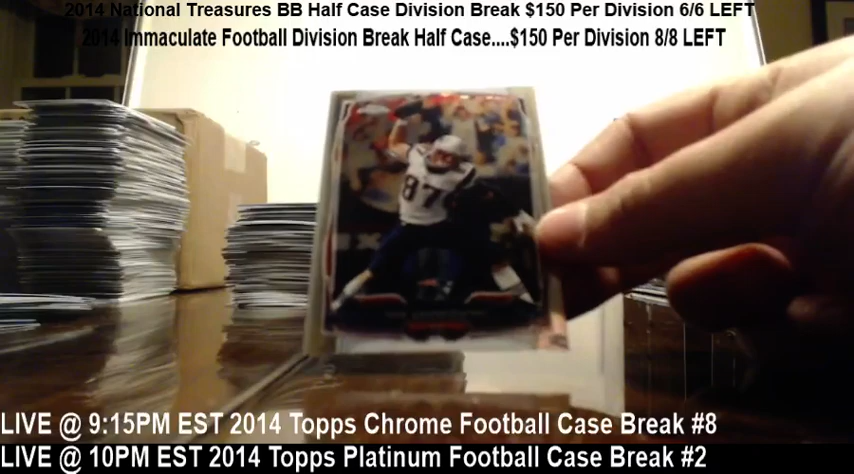 2014 National Treasures BB Half Case Division Break $150 Per Division 6/6 LEFT
2014 Immaculate Football Division Break Half Case....$150 Per Division 8/8 LEFT
87
LIVE @ 9:15PM EST 2014 Topps Chrome Football Case Break #8
LIVE @ 10PM EST 2014 Topps Platinum Football Case Break #2